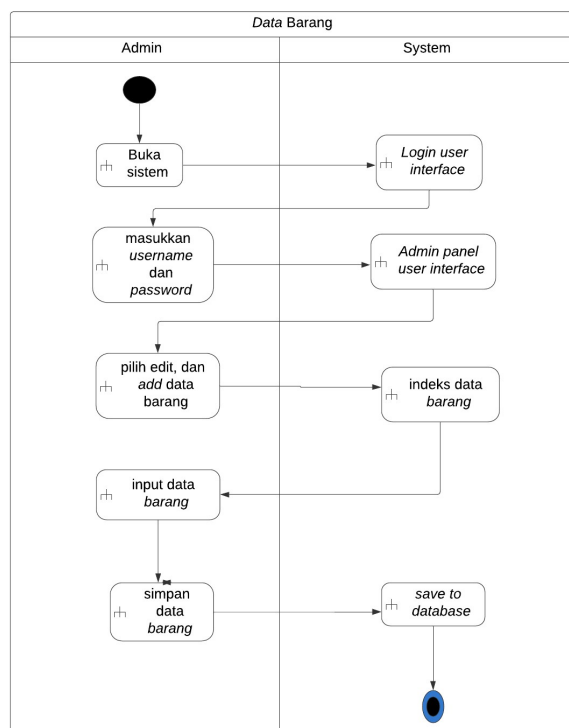 Data Barang
Admin
System
Buka
sistem
Login user
interface
masukkan
username
dan
password
Admin panel
user interface
pilih edit, dan
add data
barang
indeks data
barang
input data
barang
simpan
data
barang
save to
database